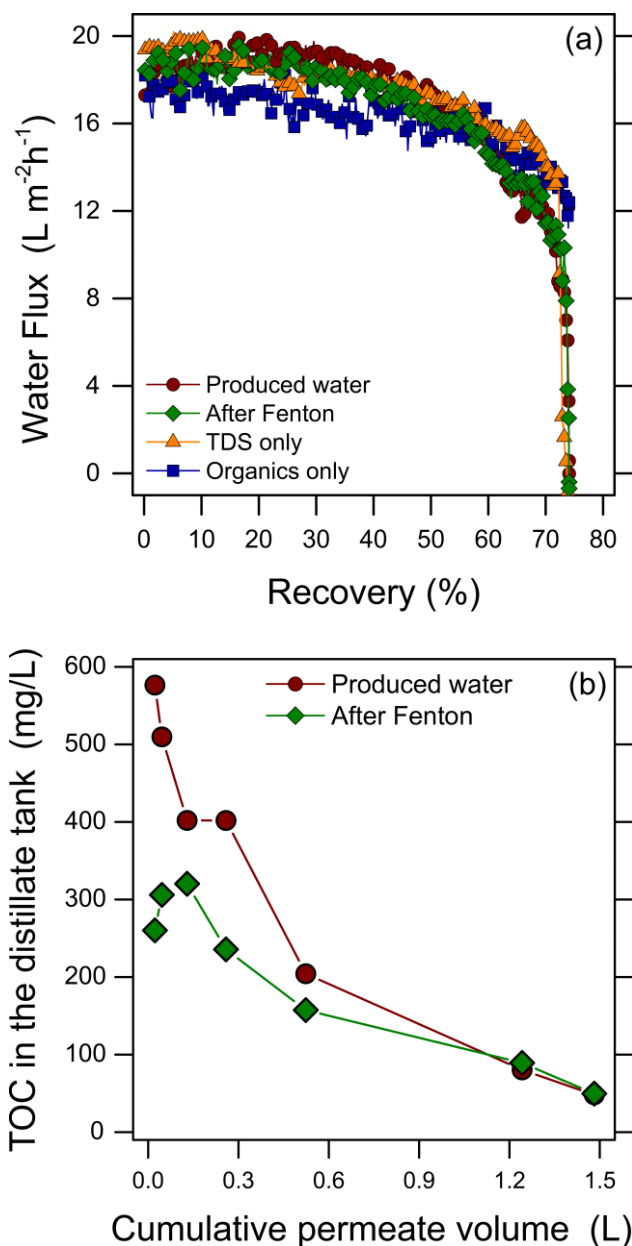 (a)
20
16
12
8
4
0
Water Flux (L m⁻²h⁻¹)
Produced water
After Fenton
TDS only
Organics only
0 10 20 30 40 50 60 70 80
Recovery (%)
(b)
600
500
400
300
200
100
0
TOC in the distillate tank (mg/L)
Produced water
After Fenton
0.0 0.3 0.6 0.9 1.2 1.5
Cumulative permeate volume (L)